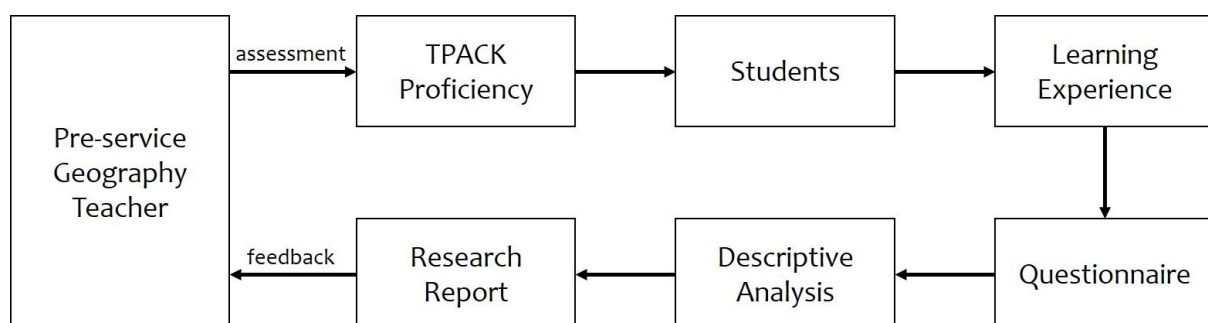 Pre-service
Geography
Teacher
assessment
TPACK
Proficiency
Students
Learning
Experience
feedback
Research
Report
Descriptive
Analysis
Questionnaire